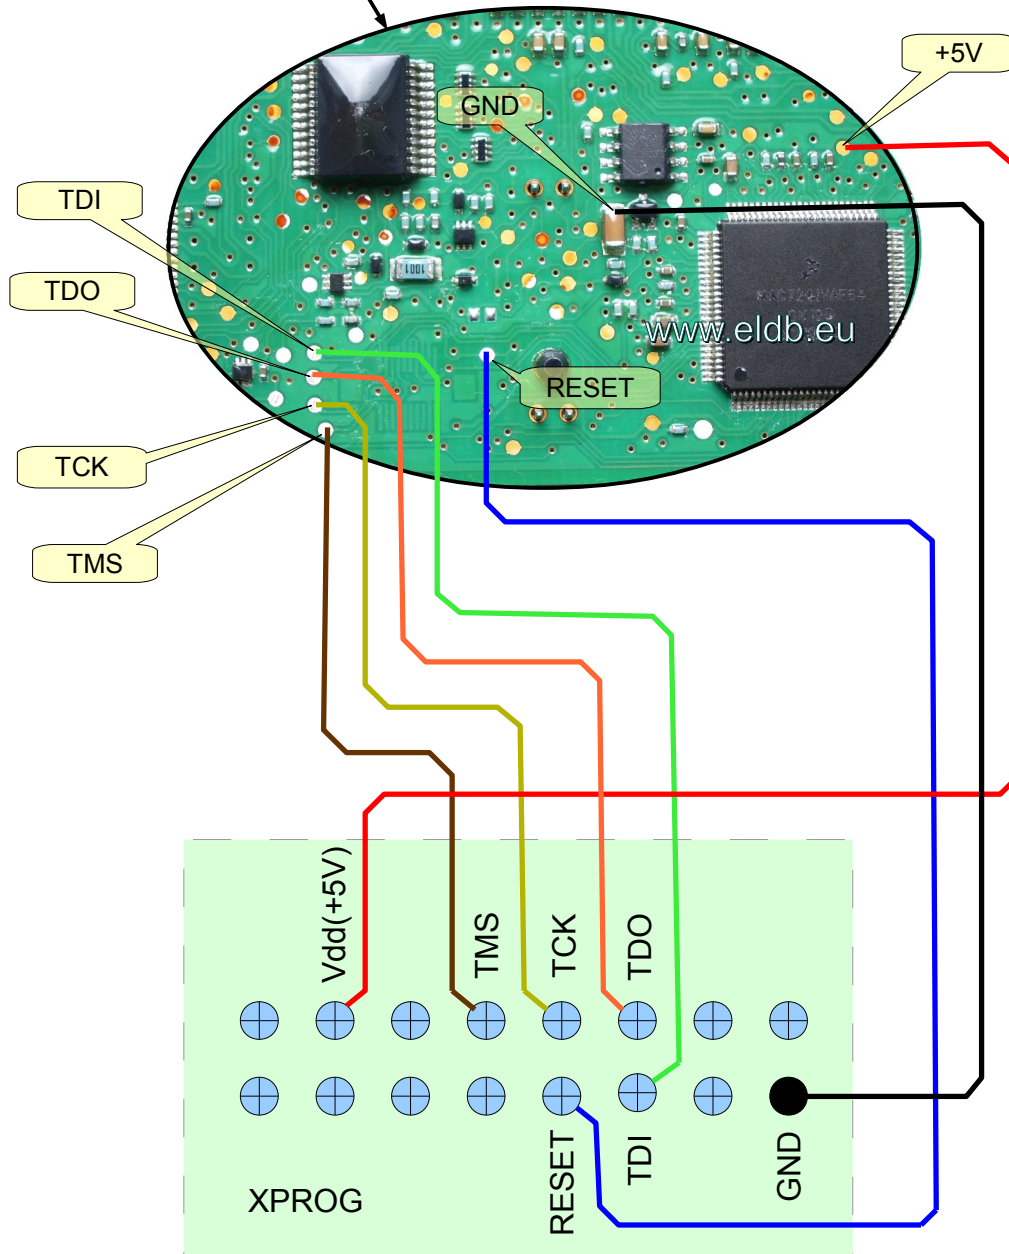 +5V
GND
TDI
TDO
1001
www.eldb.eu
RESET
TCK
TMS
Vdd(+5V)
TMS
TCK
TDO
RESET
TDI
GND
XPROG